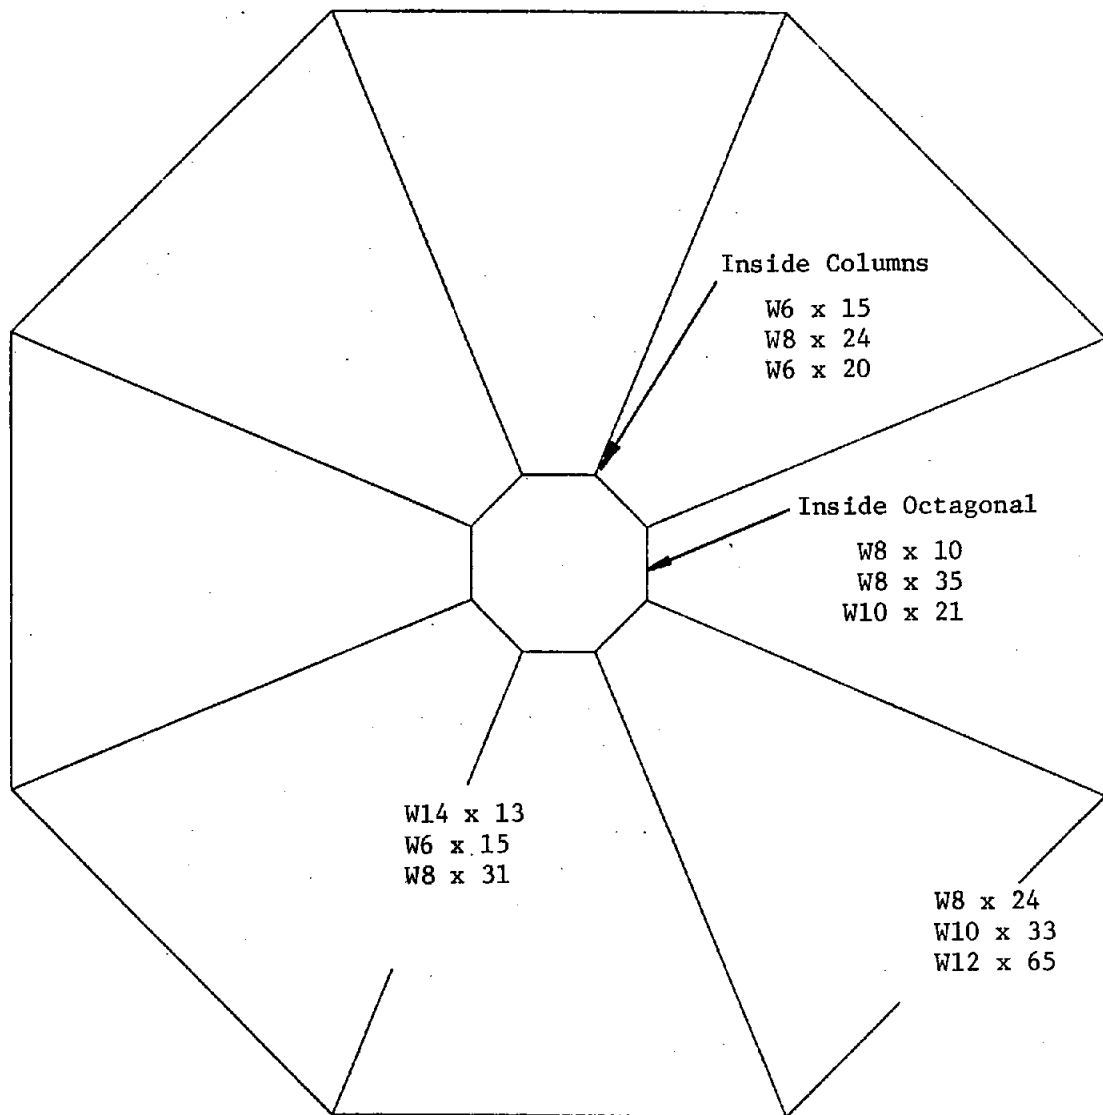 Inside Columns
W6 x 15
W8 x 24
W6 x 20
Inside Octagonal
W8 x 10
W8 x 35
W10 x 21
W14 x 13
W6 x 15
W8 x 31
W8 x 24
W10 x 33
W12 x 65